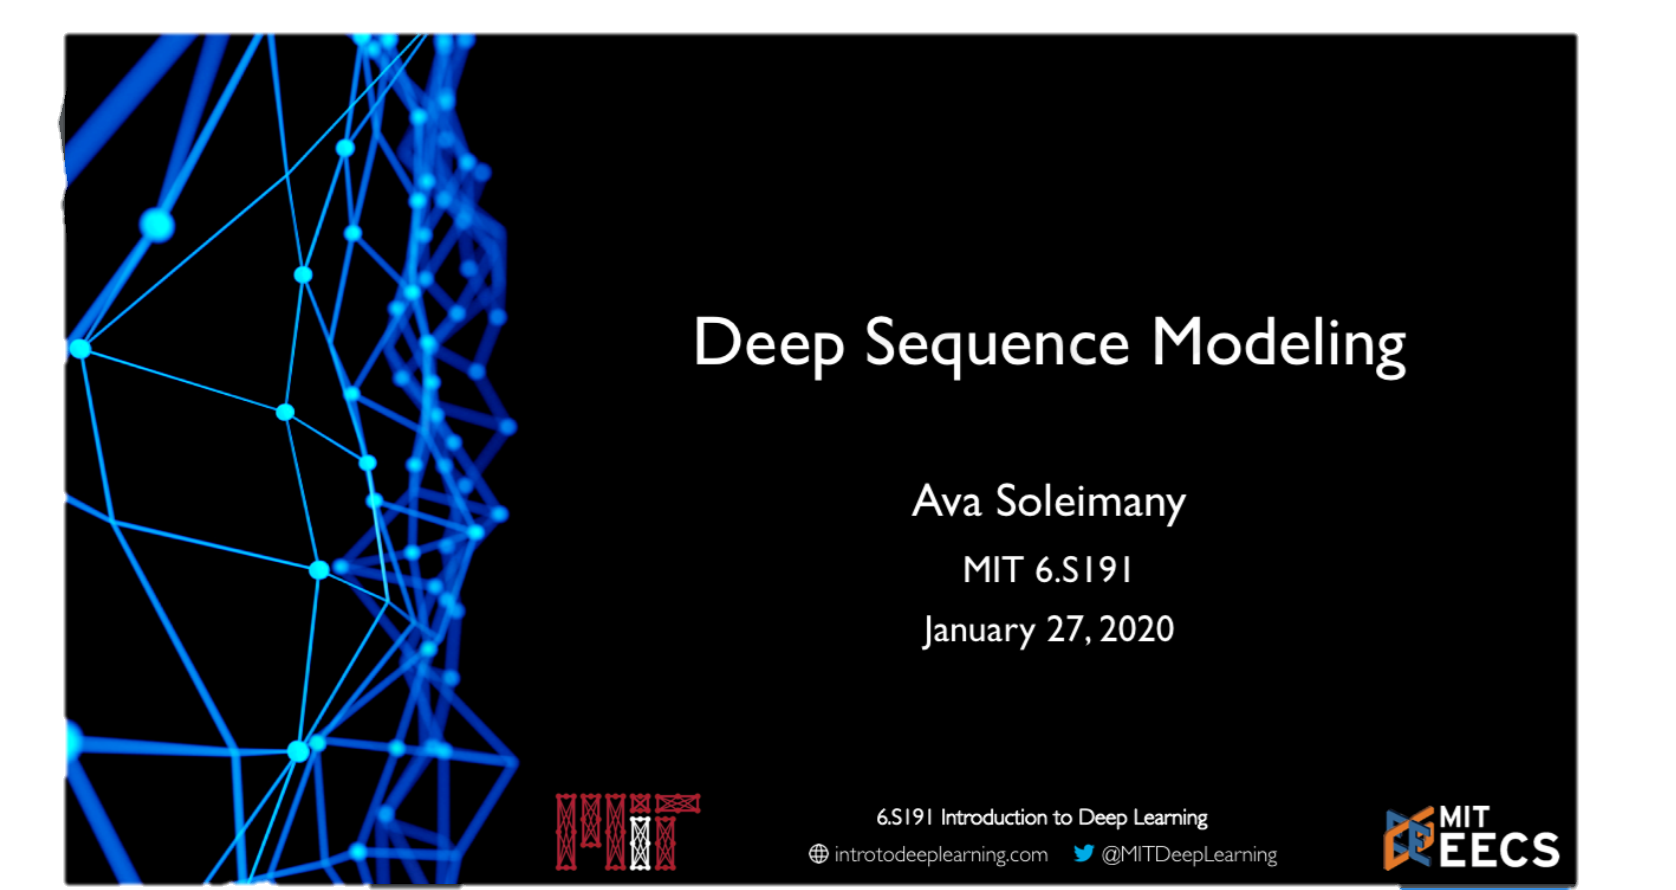 Deep Sequence Modeling
Ava Soleimany
MIT 6.S191
January 27, 2020
MIT
6.S191 Introduction to Deep Learning
introtodeeplearning.com @MITDeepLearning
MIT
EECS